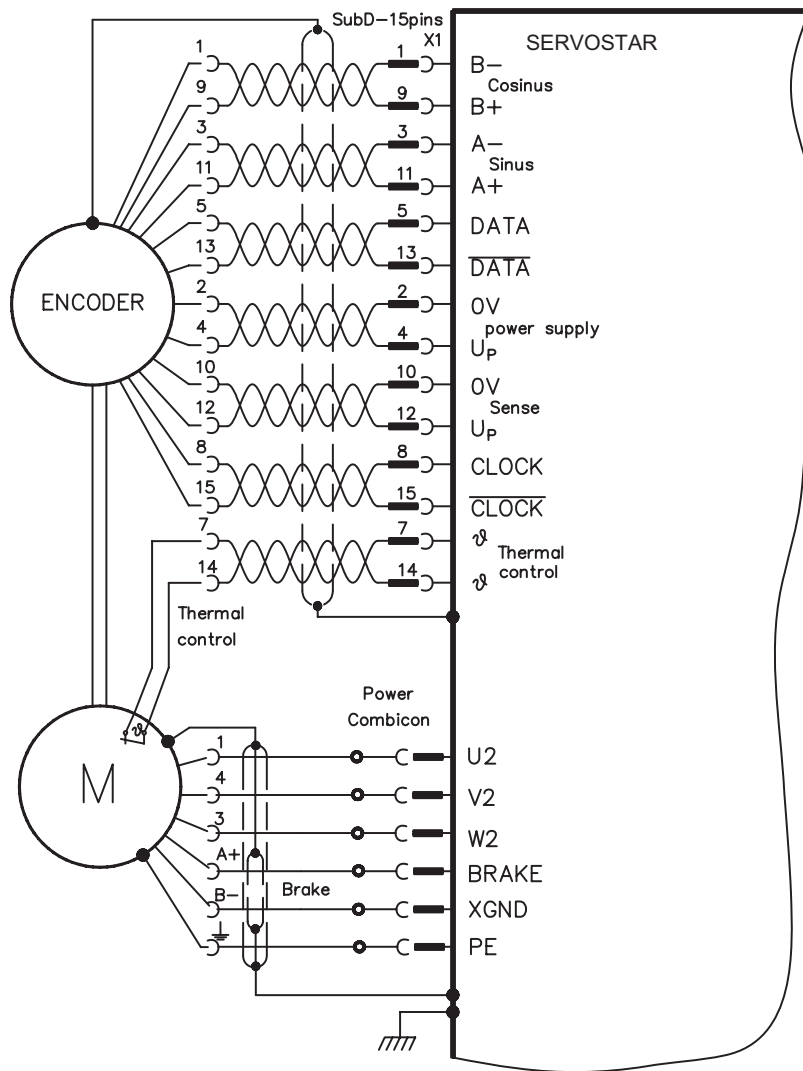 SubD-15pins
X1
SERVOSTAR
1 1 B-
Cosinus
9 9 B+
3 3 A-
Sinus
11 11 A+
5 5 DATA
13 13 DATA
ENCODER
2 2 0V
power supply
4 4 UP
10 10 0V
Sense
12 12 UP
8 8 CLOCK
15 15 CLOCK
7 7 ϑ
Thermal
control
14 14 ϑ
Thermal
control
Power
Combicon
ϑ
M
1 U2
4 V2
3 W2
A+ BRAKE
Brake
B- XGND
PE